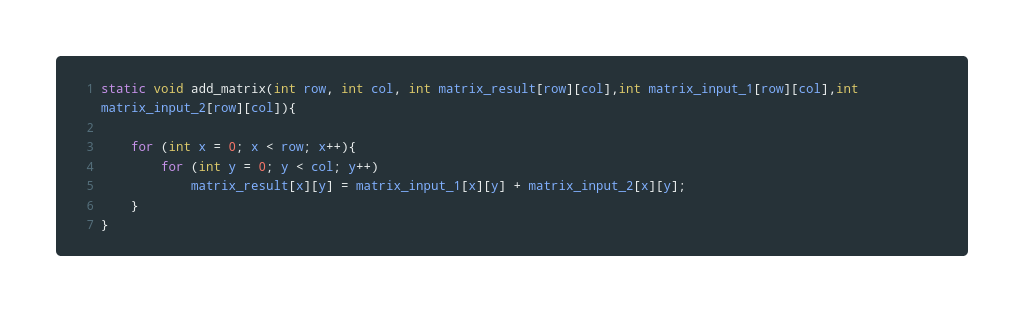 1 static void add_matrix(int row, int col, int matrix_result[row][col],int matrix_input_1[row][col],int
matrix_input_2[row][col]){
2
3     for (int x = 0; x < row; x++){
4         for (int y = 0; y < col; y++)
5             matrix_result[x][y] = matrix_input_1[x][y] + matrix_input_2[x][y];
6     }
7 }